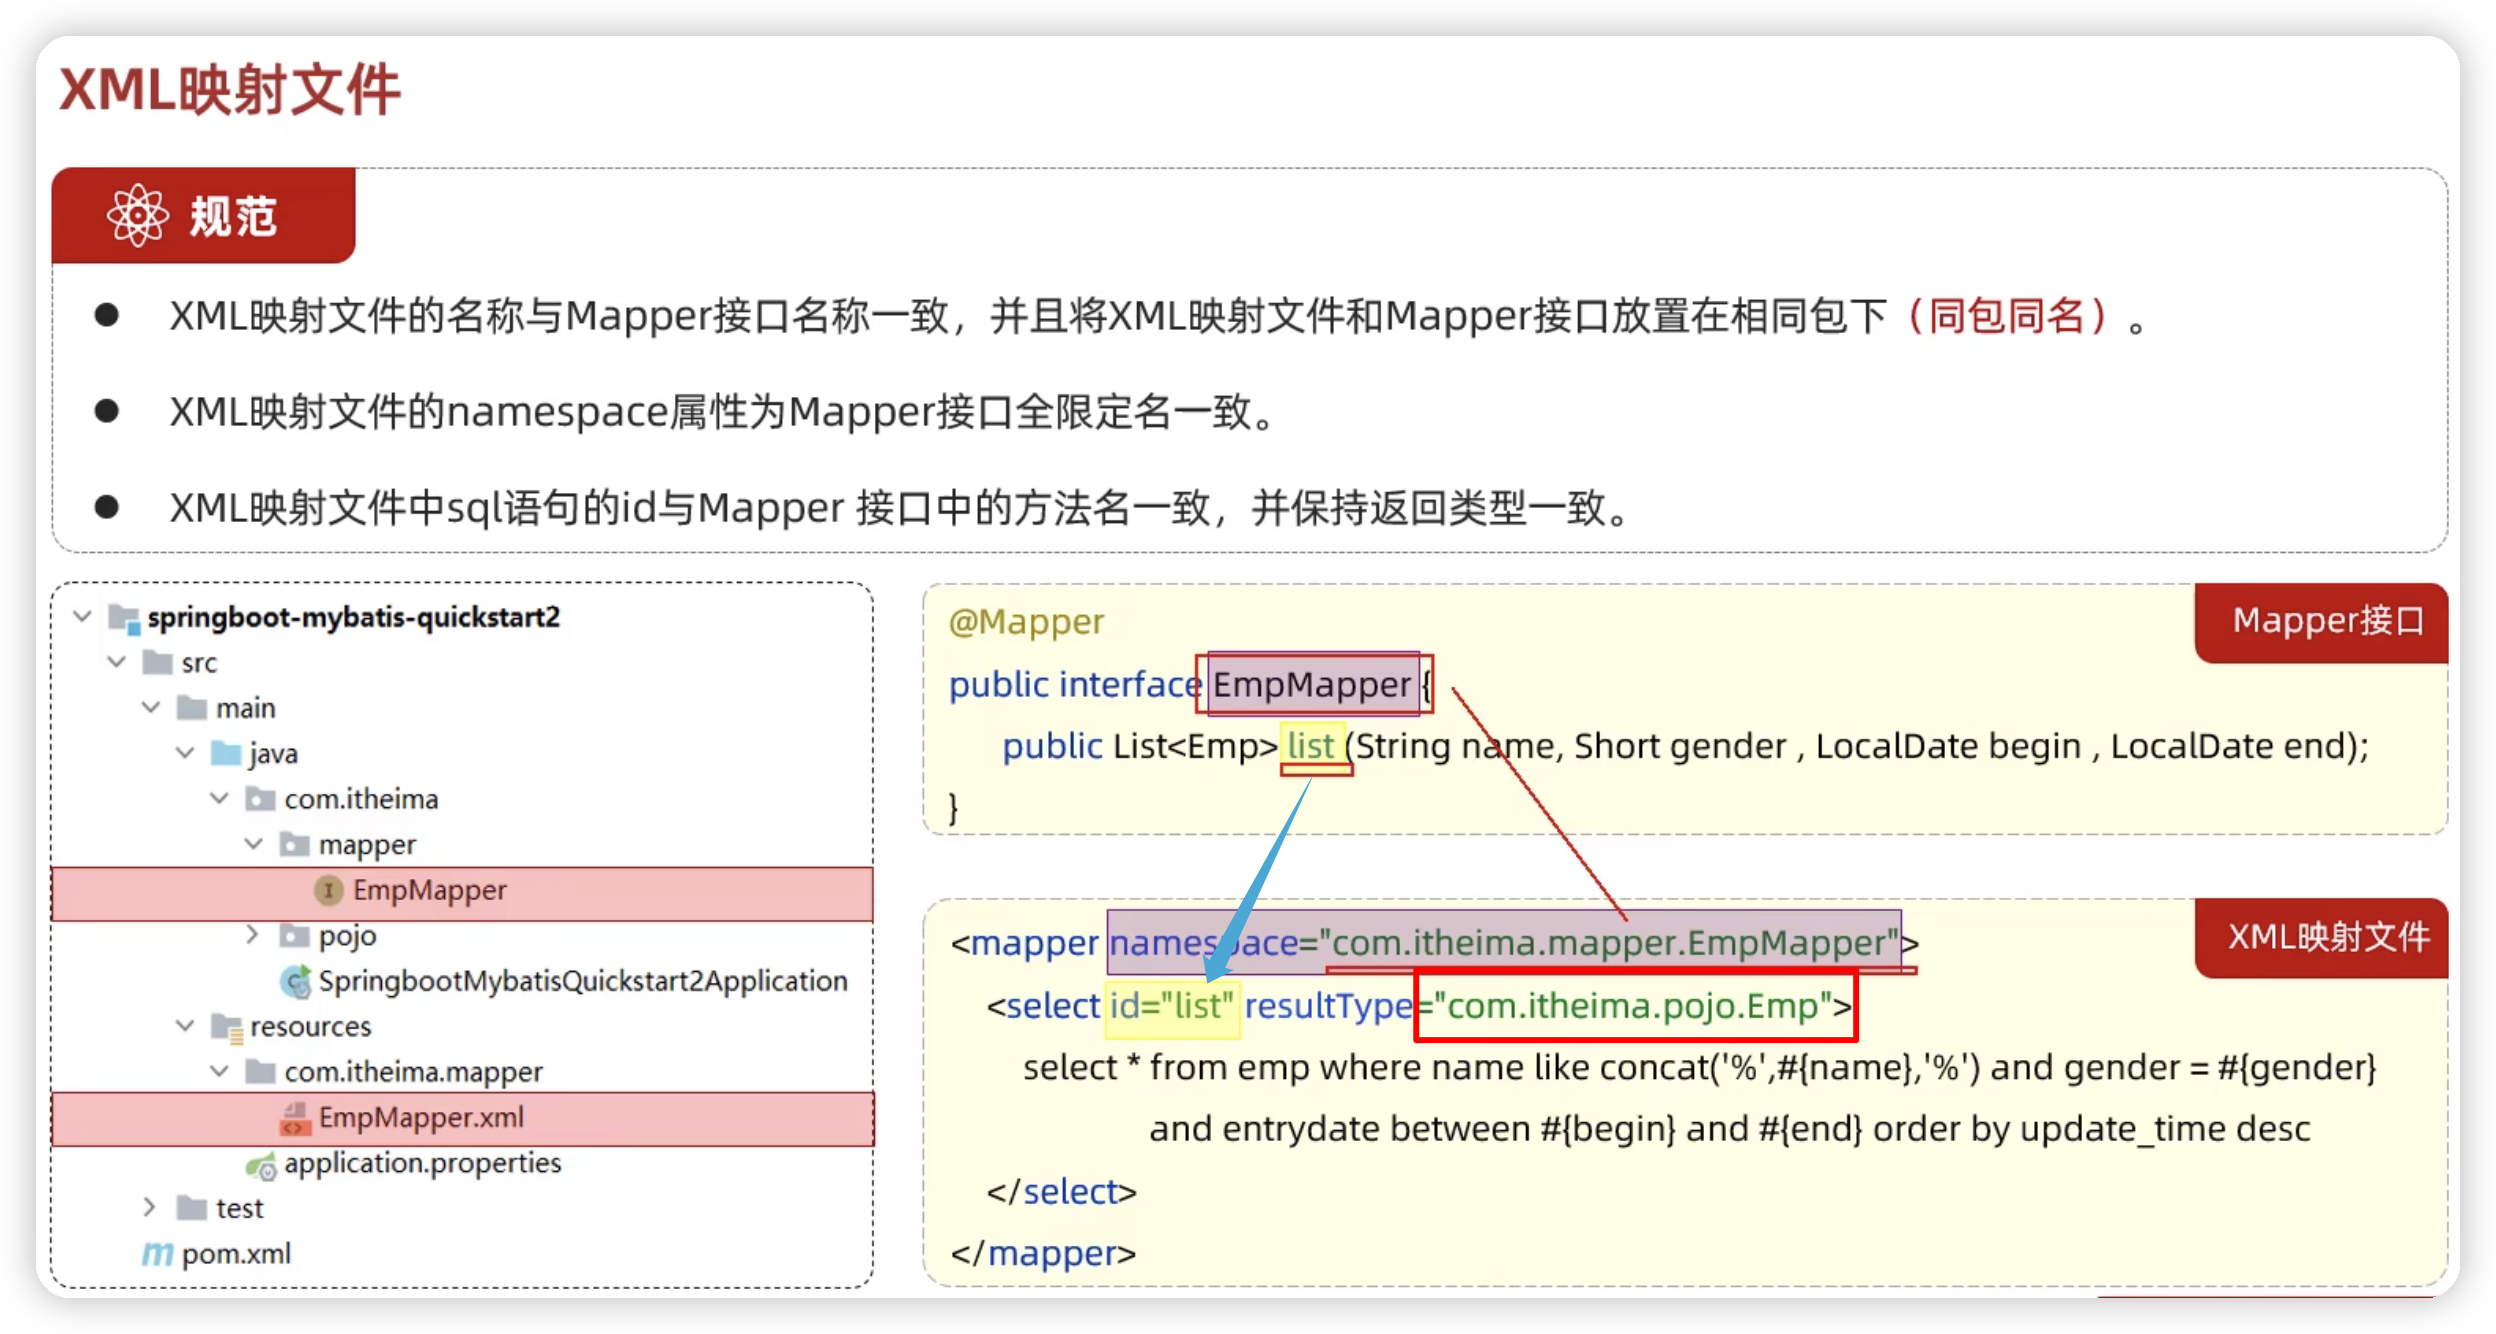 XML映射文件
规范
XML映射文件的名称与Mapper接口名称一致，并且将XML映射文件和Mapper接口放置在相同包下（同包同名）。
XML映射文件的namespace属性为Mapper接口全限定名一致。
XML映射文件中sql语句的id与Mapper 接口中的方法名一致，并保持返回类型一致。
springboot-mybatis-quickstart2
src
main
java
com.itheima
mapper
EmpMapper
pojo
SpringbootMybatisQuickstart2Application
resources
com.itheima.mapper
EmpMapper.xml
application.properties
test
pom.xml
Mapper接口
@Mapper
public interface EmpMapper {
public List<Emp> list (String name, Short gender , LocalDate begin , LocalDate end);
}
XML映射文件
<mapper namespace="com.itheima.mapper.EmpMapper">
<select id="list" resultType="com.itheima.pojo.Emp">
select * from emp where name like concat('%',#{name},'%') and gender = #{gender}
and entrydate between #{begin} and #{end} order by update_time desc
</select>
</mapper>